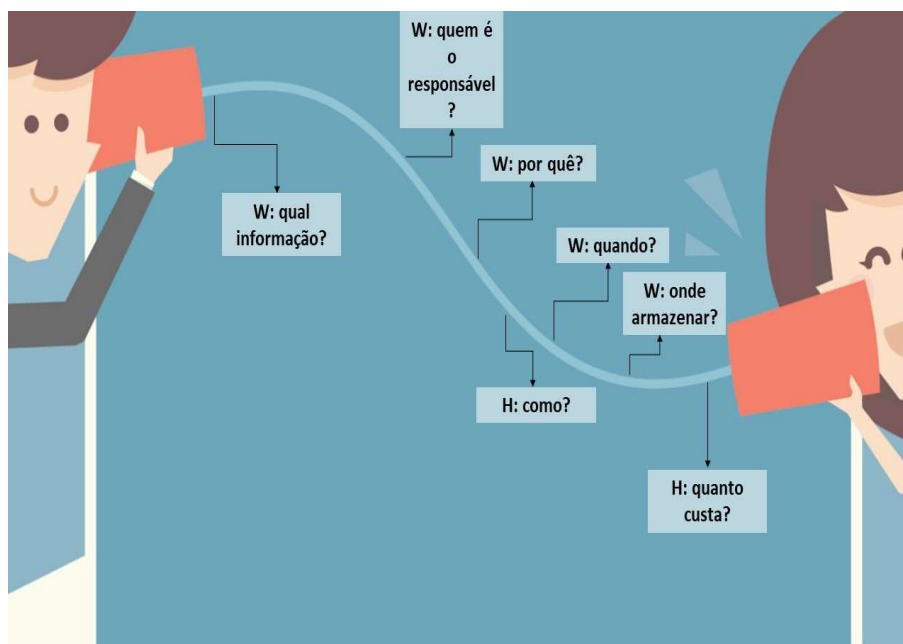 W: quem é
o
responsável
?
W: qual
informação?
W: por quê?
W: quando?
W: onde
armazenar?
H: como?
H: quanto
custa?